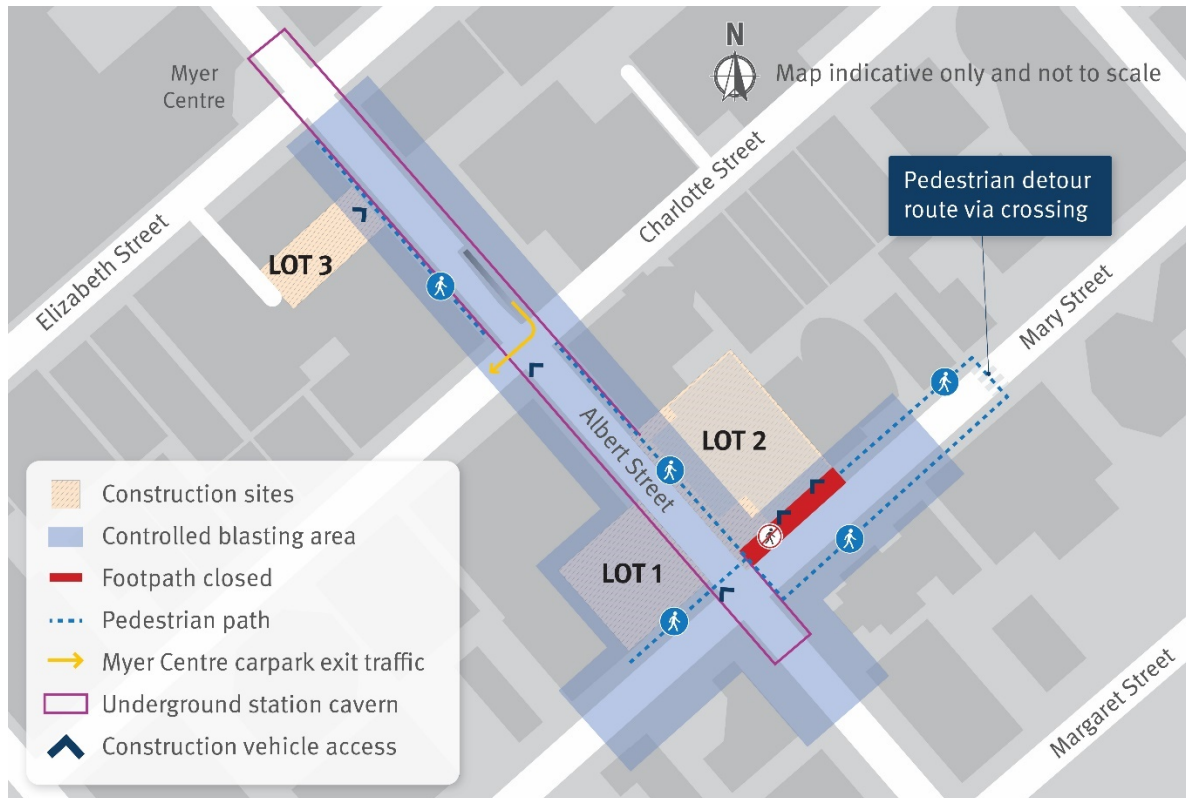 N
Map indicative only and not to scale
Myer
Centre
Elizabeth Street
Charlotte Street
Pedestrian detour
route via crossing
Mary Street
LOT 3
LOT 2
Albert Street
LOT 1
Margaret Street
Construction sites
Controlled blasting area
Footpath closed
Pedestrian path
Myer Centre carpark exit traffic
Underground station cavern
Construction vehicle access